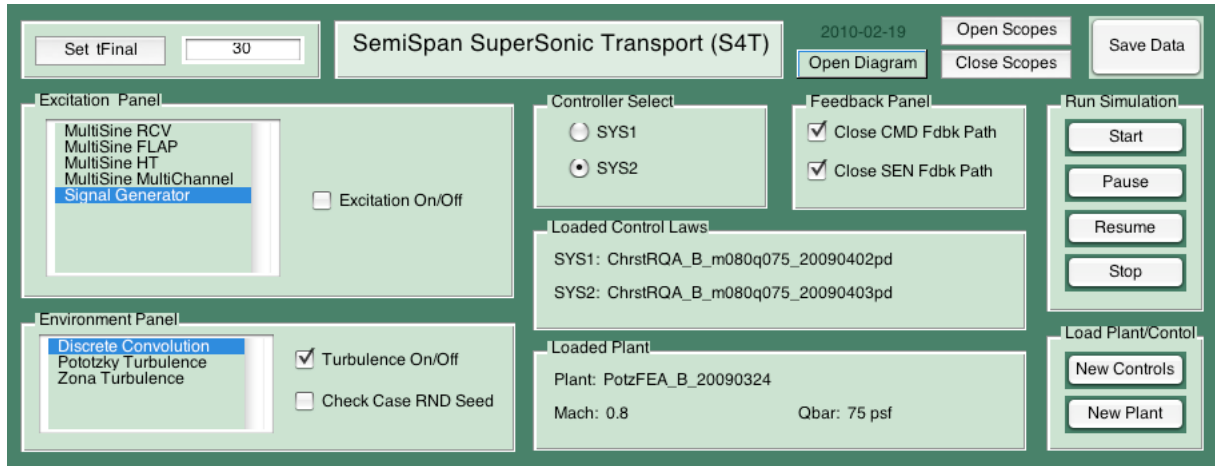 Set tFinal
30
SemiSpan SuperSonic Transport (S4T)
2010-02-19
Open Diagram
Open Scopes
Close Scopes
Save Data
Excitation Panel
MultiSine RCV
MultiSine FLAP
MultiSine HT
MultiSine MultiChannel
Signal Generator
Excitation On/Off
Controller Select
SYS1
SYS2
Feedback Panel
Close CMD Fdbk Path
Close SEN Fdbk Path
Run Simulation
Start
Pause
Resume
Stop
Loaded Control Laws
SYS1: ChrstRQA_B_m080q075_20090402pd
SYS2: ChrstRQA_B_m080q075_20090403pd
Environment Panel
Discrete Convolution
Pototzky Turbulence
Zona Turbulence
Turbulence On/Off
Check Case RND Seed
Loaded Plant
Plant: PotzFEA_B_20090324
Mach: 0.8 Qbar: 75 psf
Load Plant/Contol
New Controls
New Plant